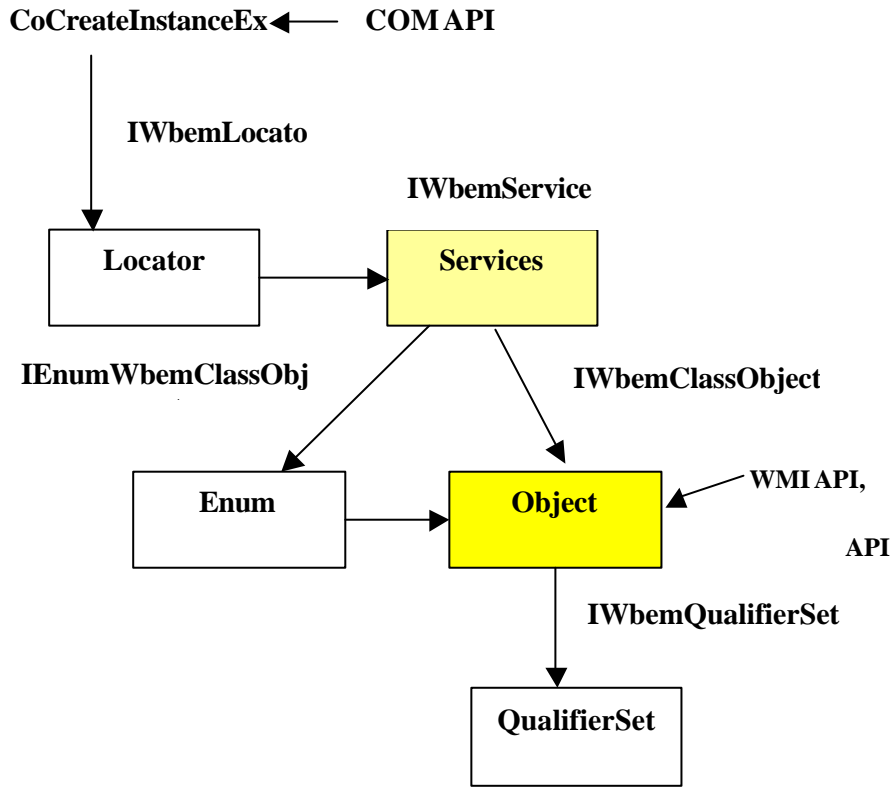 CoCreateInstanceEx
COM API
IWbemLocato
IWbemService
Locator
Services
IEnumWbemClassObj
IWbemClassObject
Enum
Object
WMI API,
API
IWbemQualifierSet
QualifierSet